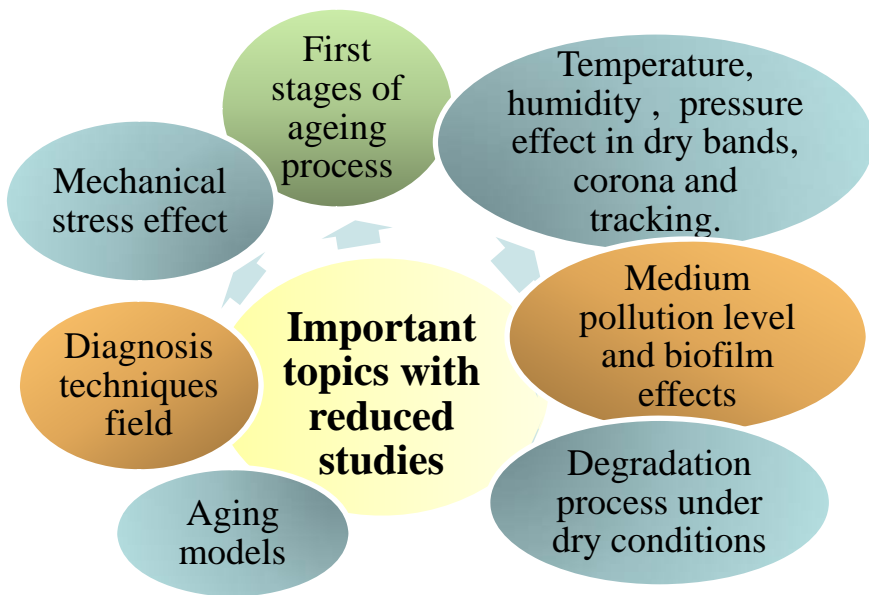 First
stages of
ageing
process
Temperature,
humidity , pressure
effect in dry bands,
corona and
tracking.
Mechanical
stress effect
Medium
pollution level
and biofilm
effects
Important
topics with
reduced
studies
Diagnosis
techniques
field
Degradation
process under
dry conditions
Aging
models